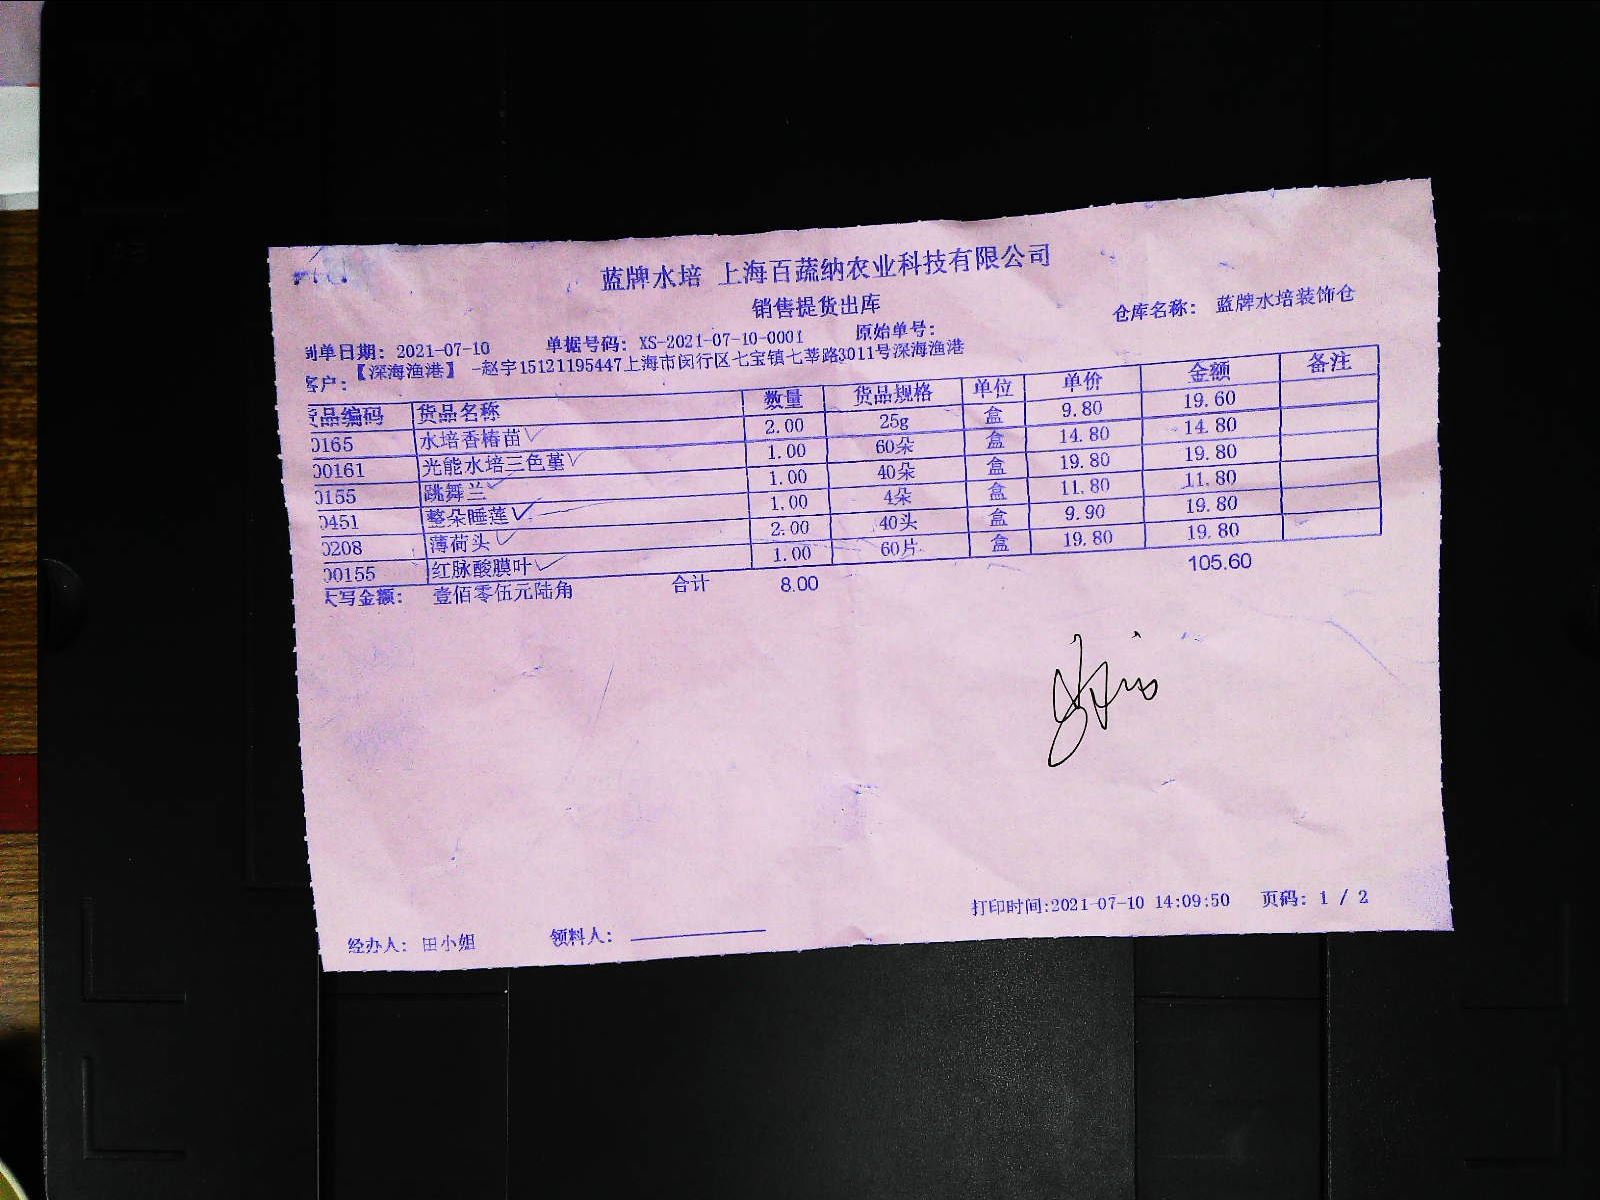 蓝牌水培 上海百蔬纳农业科技有限公司
销售提货出库
仓库名称: 蓝牌水培装饰仓
制单日期: 2021-07-10 单据号码: XS-2021-07-10-0001 原始单号:
客户: 【深海渔港】 -赵宇15121195447上海市闵行区七宝镇七莘路3011号深海渔港
货品编码 货品名称 数量 货品规格 单位 单价 金额 备注
0165 水培香椿苗 2.00 25g 盒 9.80 19.60
00161 光能水培三色堇 1.00 60朵 盒 14.80 14.80
0155 跳舞兰 1.00 40朵 盒 19.80 19.80
0451 整朵睡莲 1.00 4朵 盒 11.80 11.80
0208 薄荷头 2.00 40头 盒 9.90 19.80
00155 红脉酸膜叶 1.00 60片 盒 19.80 19.80
大写金额: 壹佰零伍元陆角 合计 8.00 105.60
打印时间:2021-07-10 14:09:50 页码: 1 / 2
经办人: 田小姐 领料人: